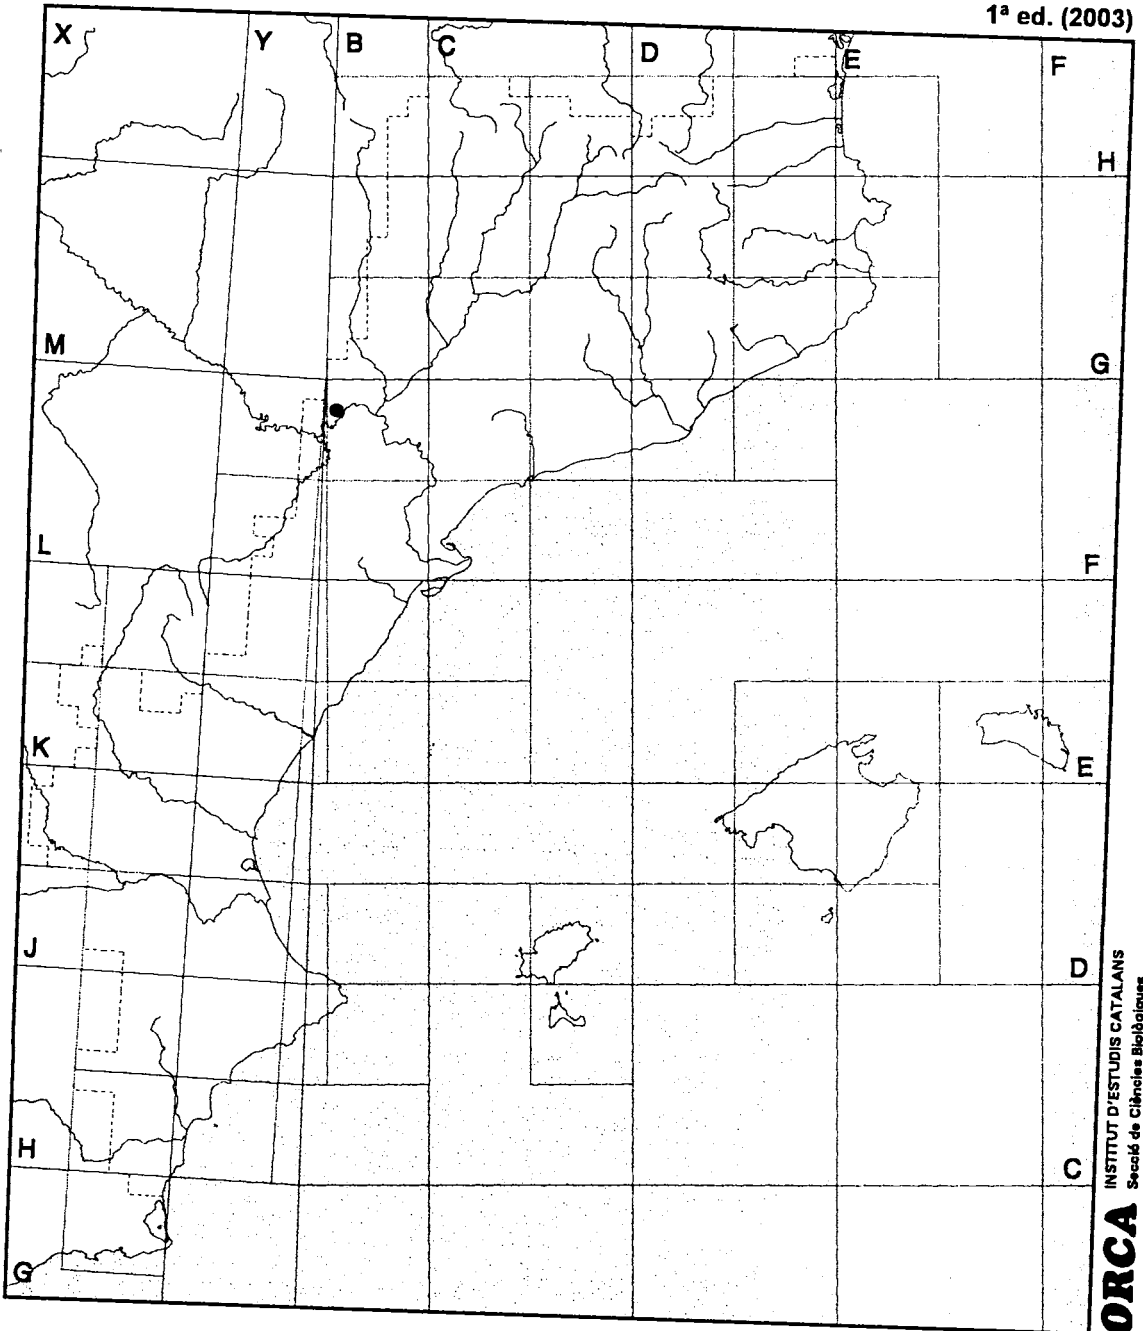 1ª ed. (2003)
X
Y
B
C
D
E
F
H
M
G
L
F
K
E
J
D
H
C
G
INSTITUT D'ESTUDIS CATALANS
Secció de Ciències Biològiques
ORCA